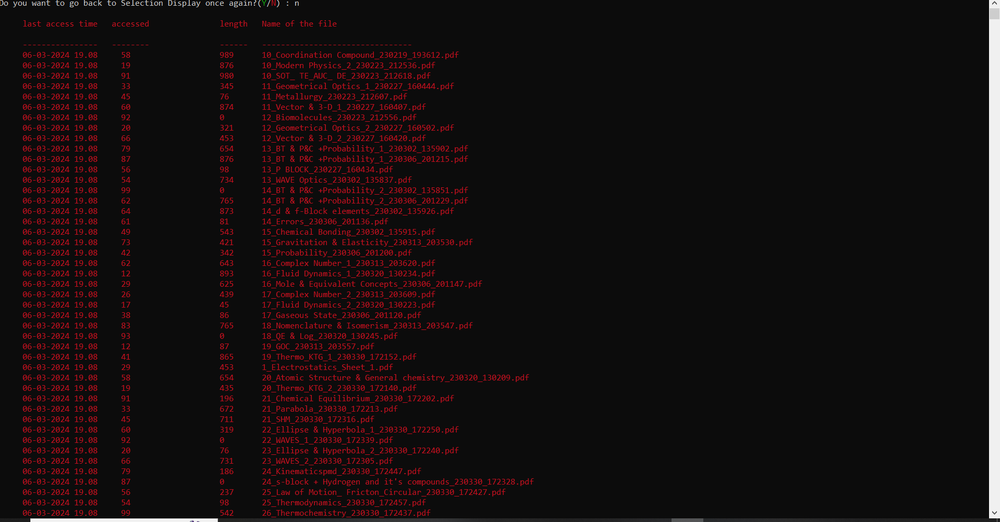 Do you want to go back to Selection Display once again?(Y/N) : n
last access time accessed length Name of the file
---------------- -------- ------ --------------------------------
06-03-2024 19.08 58 989 10_Coordination Compound_230219_193612.pdf
06-03-2024 19.08 19 876 10_Modern Physics_2_230223_212536.pdf
06-03-2024 19.08 91 980 10_SOT_ TE_AUC_ DE_230223_212618.pdf
06-03-2024 19.08 33 345 11_Geometrical Optics_1_230227_160444.pdf
06-03-2024 19.08 45 76 11_Metallurgy_230223_212607.pdf
06-03-2024 19.08 60 874 11_Vector & 3-D_1_230227_160407.pdf
06-03-2024 19.08 92 0 12_Biomolecules_230223_212556.pdf
06-03-2024 19.08 20 321 12_Geometrical Optics_2_230227_160502.pdf
06-03-2024 19.08 66 453 12_Vector & 3-D_2_230227_160420.pdf
06-03-2024 19.08 79 654 13_BT & P&C +Probability_1_230302_135902.pdf
06-03-2024 19.08 87 876 13_BT & P&C +Probability_1_230306_201215.pdf
06-03-2024 19.08 56 98 13_P BLOCK_230227_160434.pdf
06-03-2024 19.08 54 734 13_WAVE Optics_230302_135837.pdf
06-03-2024 19.08 99 0 14_BT & P&C +Probability_2_230302_135851.pdf
06-03-2024 19.08 62 765 14_BT & P&C +Probability_2_230306_201229.pdf
06-03-2024 19.08 64 873 14_d & f-Block elements_230302_135926.pdf
06-03-2024 19.08 61 81 14_Errors_230306_201136.pdf
06-03-2024 19.08 49 543 15_Chemical Bonding_230302_135915.pdf
06-03-2024 19.08 73 421 15_Gravitation & Elasticity_230313_203530.pdf
06-03-2024 19.08 42 342 15_Probability_230306_201200.pdf
06-03-2024 19.08 62 643 16_Complex Number_1_230313_203620.pdf
06-03-2024 19.08 12 893 16_Fluid Dynamics_1_230320_130234.pdf
06-03-2024 19.08 29 625 16_Mole & Equivalent Concepts_230306_201147.pdf
06-03-2024 19.08 26 439 17_Complex Number_2_230313_203609.pdf
06-03-2024 19.08 17 45 17_Fluid Dynamics_2_230320_130223.pdf
06-03-2024 19.08 38 86 17_Gaseous State_230306_201120.pdf
06-03-2024 19.08 83 765 18_Nomenclature & Isomerism_230313_203547.pdf
06-03-2024 19.08 93 0 18_QE & Log_230320_130245.pdf
06-03-2024 19.08 12 87 19_GOC_230313_203557.pdf
06-03-2024 19.08 41 865 19_Thermo_KTG_1_230330_172152.pdf
06-03-2024 19.08 29 453 1_Electrostatics_Sheet_1.pdf
06-03-2024 19.08 58 654 20_Atomic Structure & General chemistry_230320_130209.pdf
06-03-2024 19.08 19 435 20_Thermo_KTG_2_230330_172140.pdf
06-03-2024 19.08 91 196 21_Chemical Equilibrium_230330_172202.pdf
06-03-2024 19.08 33 672 21_Parabola_230330_172213.pdf
06-03-2024 19.08 45 711 21_SHM_230330_172316.pdf
06-03-2024 19.08 60 319 22_Ellipse & Hyperbola_1_230330_172250.pdf
06-03-2024 19.08 92 0 22_WAVES_1_230330_172339.pdf
06-03-2024 19.08 20 76 23_Ellipse & Hyperbola_2_230330_172240.pdf
06-03-2024 19.08 66 731 23_WAVES_2_230330_172305.pdf
06-03-2024 19.08 79 186 24_Kinematicspmd_230330_172447.pdf
06-03-2024 19.08 87 0 24_s-block + Hydrogen and it's compounds_230330_172328.pdf
06-03-2024 19.08 56 237 25_Law of Motion_ Fricton_Circular_230330_172427.pdf
06-03-2024 19.08 54 98 25_Thermodynamics_230330_172457.pdf
06-03-2024 19.08 99 542 26_Thermochemistry_230330_172437.pdf